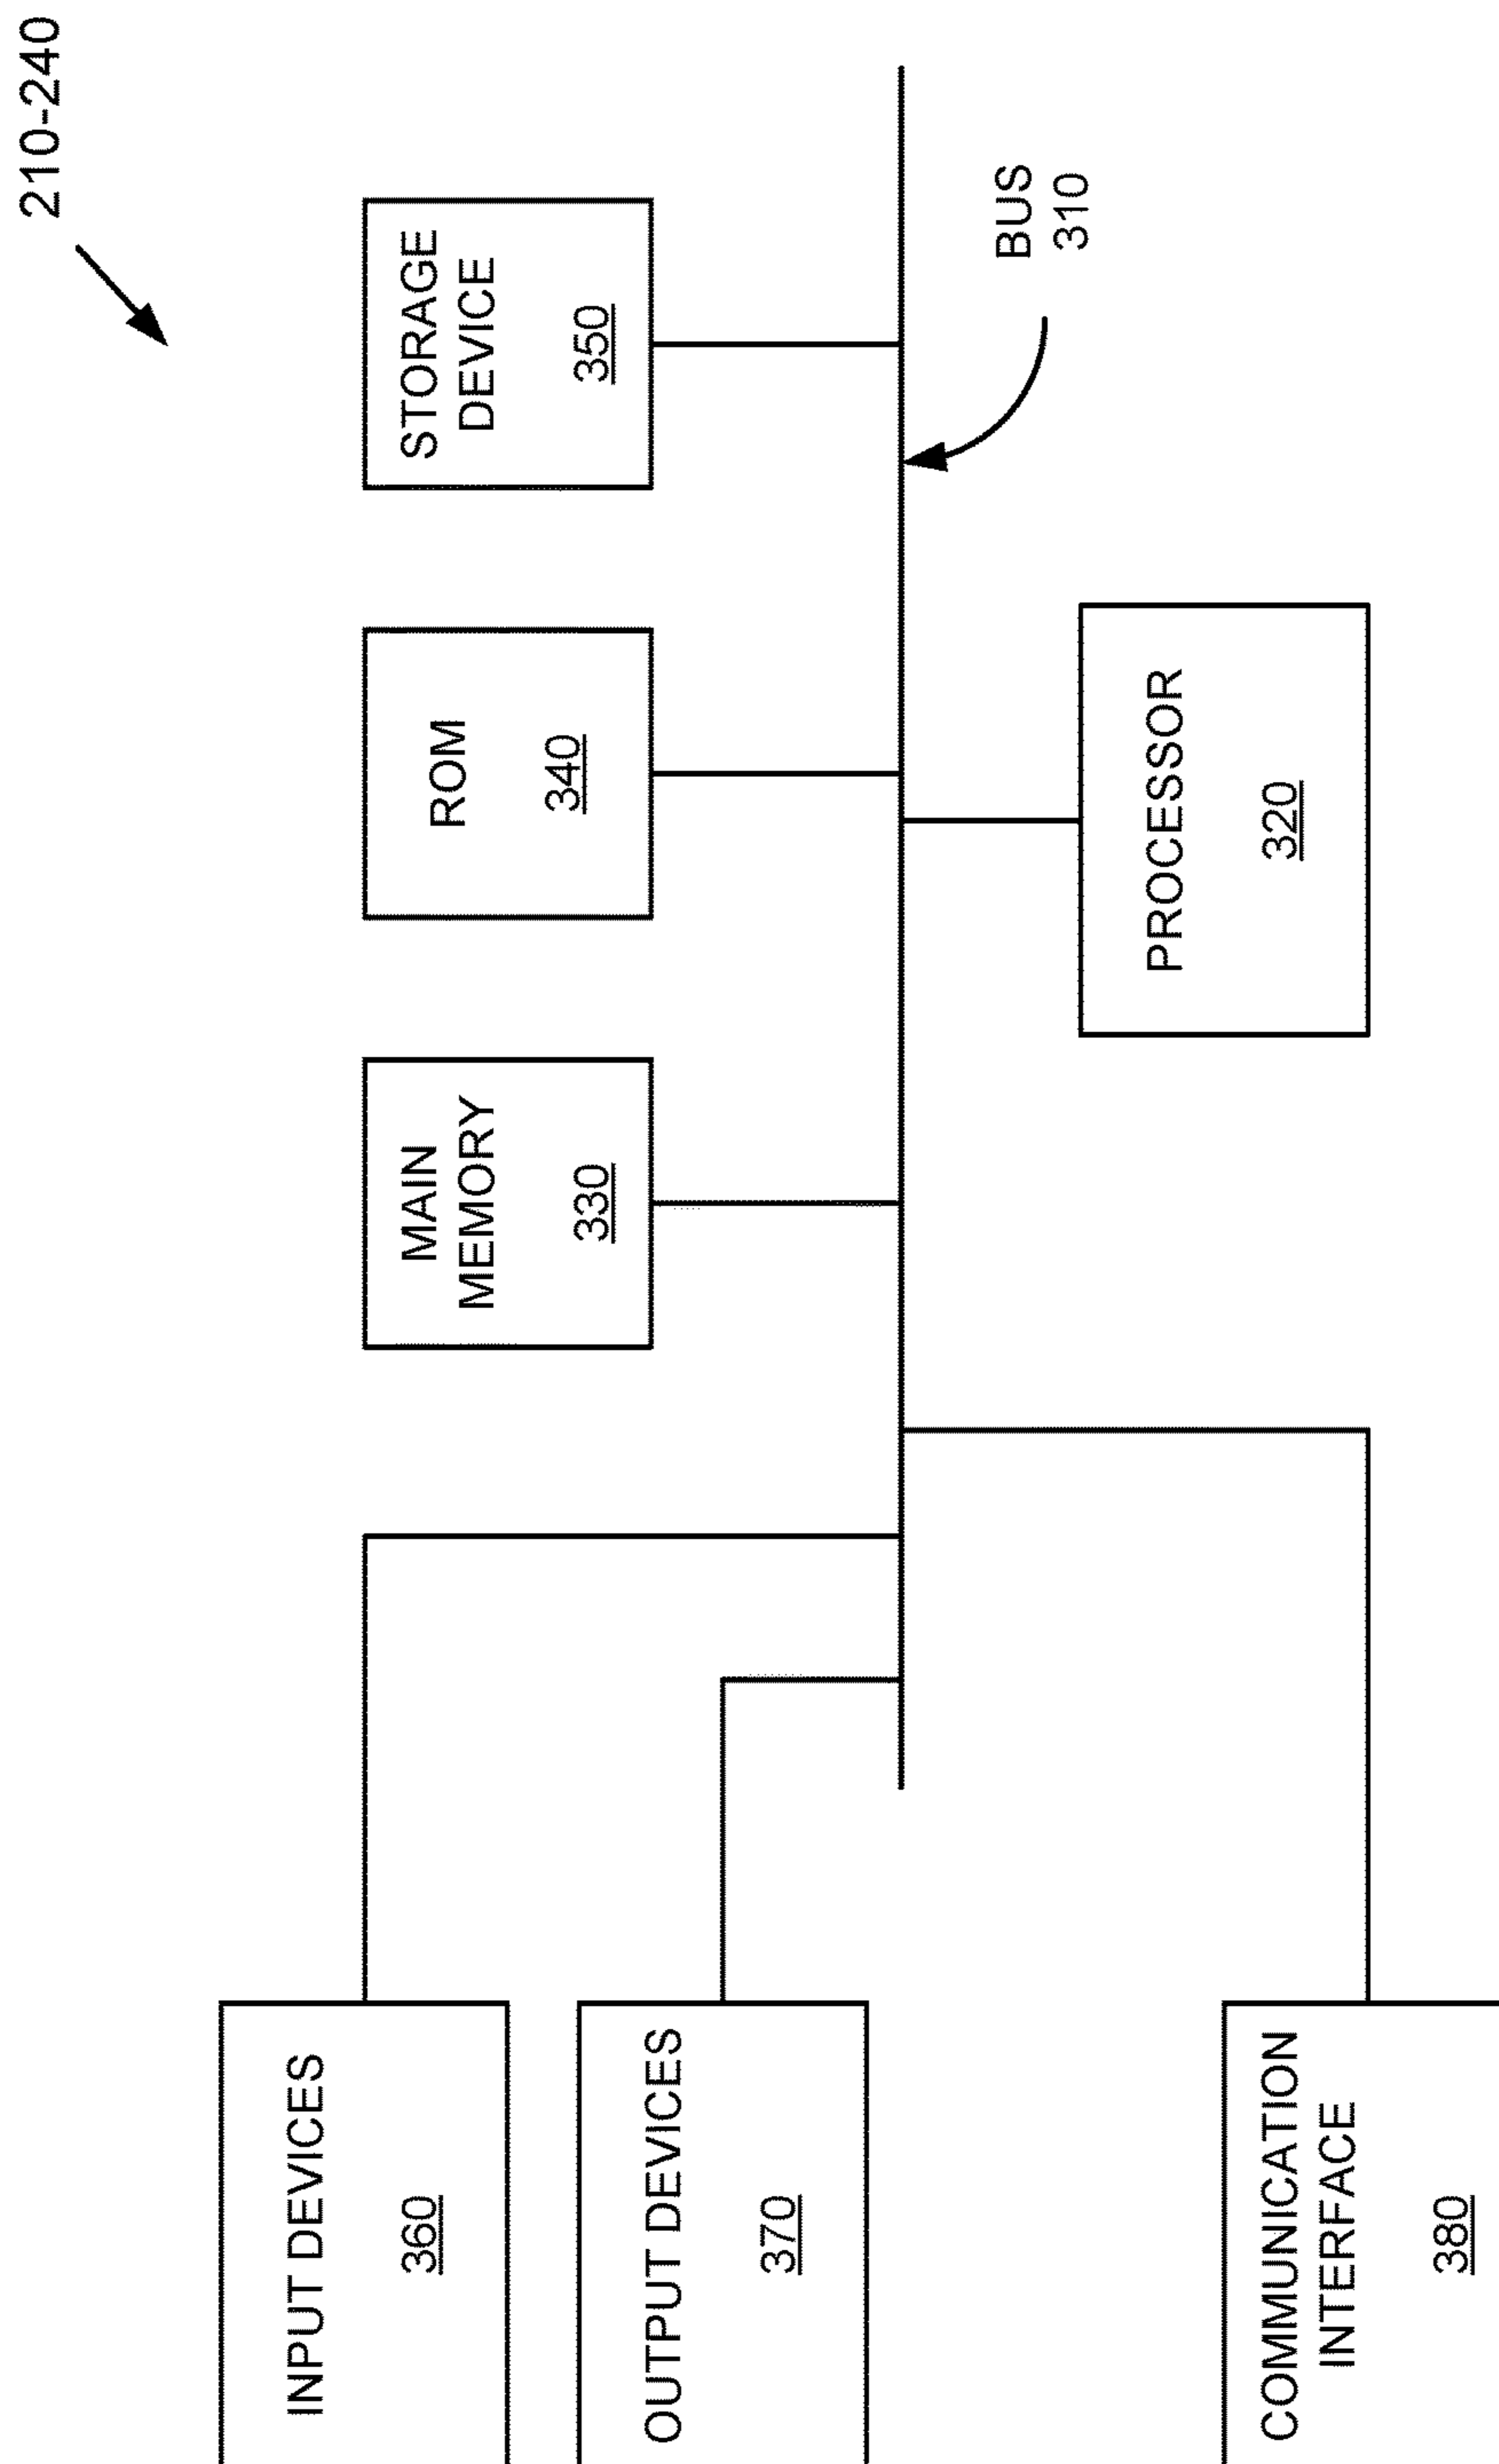 210-240
STORAGE
DEVICE
350
ROM
340
MAIN
MEMORY
330
BUS
310
PROCESSOR
320
INPUT DEVICES
360
OUTPUT DEVICES
370
COMMUNICATION
INTERFACE
380